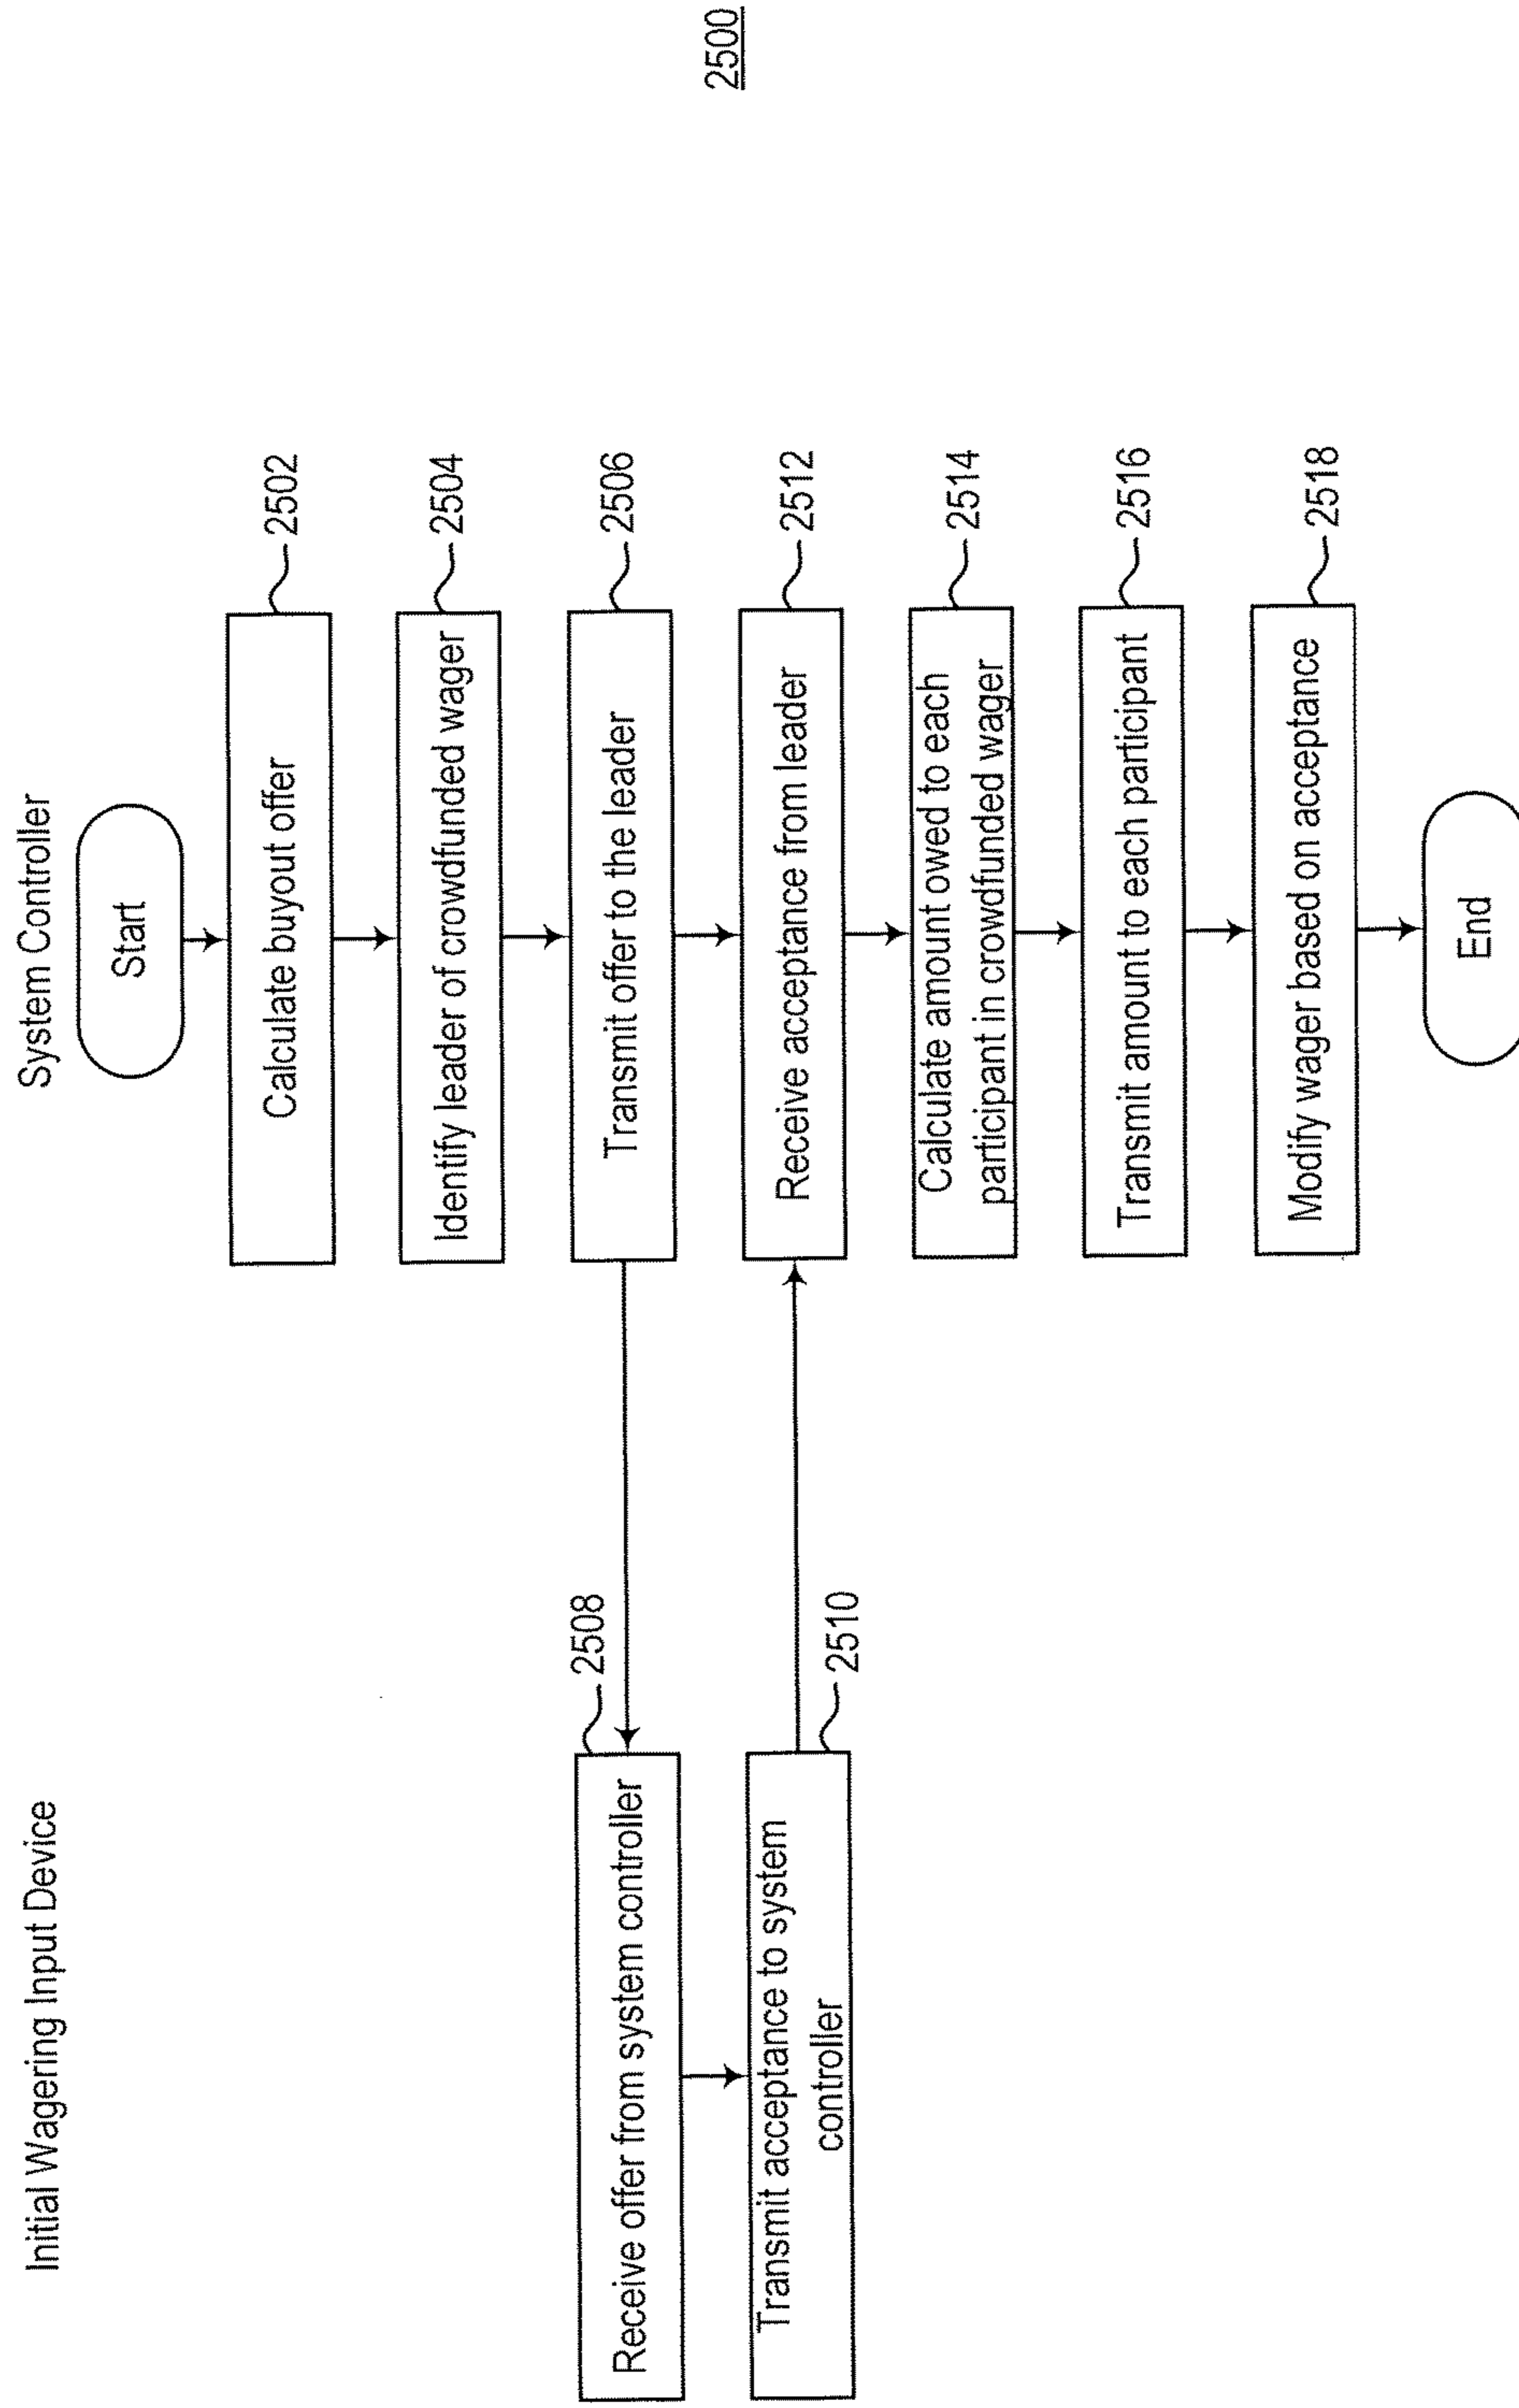 Initial Wagering Input Device
System Controller
Start
Calculate buyout offer
2502
Identify leader of crowdfunded wager
2504
Transmit offer to the leader
2506
Receive offer from system controller
2508
Transmit acceptance to system
controller
2510
Receive acceptance from leader
2512
Calculate amount owed to each
participant in crowdfunded wager
2514
Transmit amount to each participant
2516
Modify wager based on acceptance
2518
End
2500